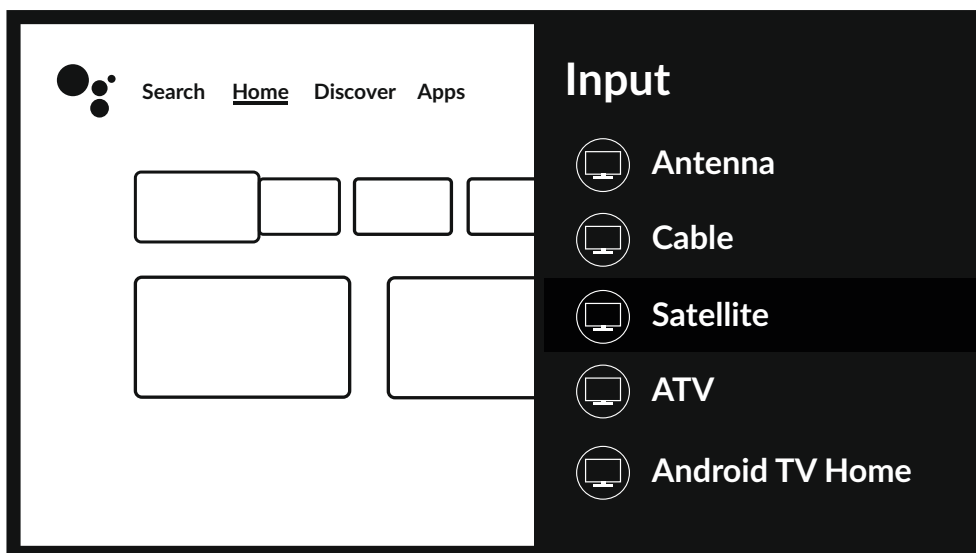 Search Home Discover Apps
Input
Antenna
Cable
Satellite
ATV
Android TV Home